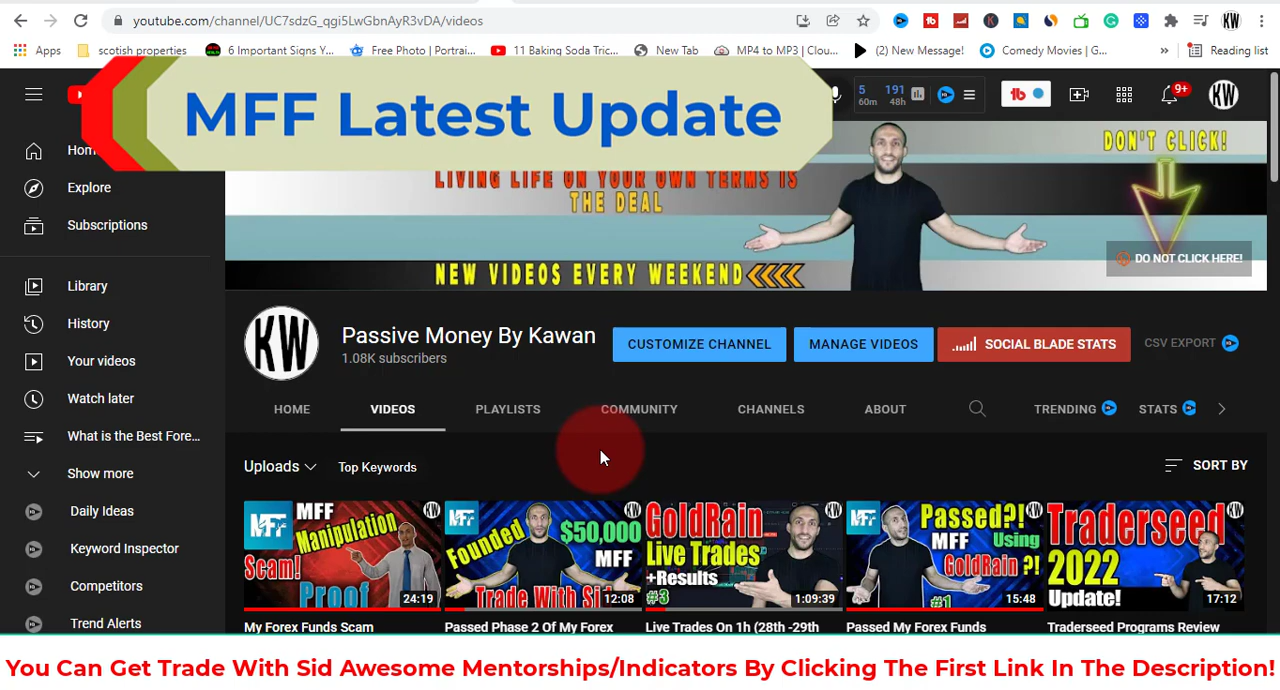 youtube.com/channel/UC7sdzG_qgi5LwGbnAyR3vDA/videos
Apps
scotish properties
6 Important Signs Y...
Free Photo | Portrai...
11 Baking Soda Tric...
New Tab
MP4 to MP3 | Clou...
(2) New Message!
Comedy Movies | G...
»
Reading list
MFF Latest Update
5 60m
191 48h
tb
9+
KW
Home
Explore
Subscriptions
Library
History
Your videos
Watch later
What is the Best Fore...
Show more
Daily Ideas
Keyword Inspector
Competitors
Trend Alerts
LIVING LIFE ON YOUR OWN TERMS IS
THE DEAL
NEW VIDEOS EVERY WEEKEND
DON'T CLICK!
DO NOT CLICK HERE!
KW
Passive Money By Kawan
1.08K subscribers
CUSTOMIZE CHANNEL
MANAGE VIDEOS
SOCIAL BLADE STATS
CSV EXPORT
HOME
VIDEOS
PLAYLISTS
COMMUNITY
CHANNELS
ABOUT
TRENDING
STATS
Uploads
Top Keywords
SORT BY
MFF
Manipulation
Scam!
Proof
24:19
My Forex Funds Scam
Founded
$50,000
MFF
Trade With Sid
12:08
Passed Phase 2 Of My Forex
GoldRain
Live Trades
+Results
#3
1:09:39
Live Trades On 1h (28th -29th
Passed?!
MFF Using
GoldRain ?!
#1
15:48
Passed My Forex Funds
Traderseed
2022
Update!
17:12
Traderseed Programs Review
You Can Get Trade With Sid Awesome Mentorships/Indicators By Clicking The First Link In The Description!